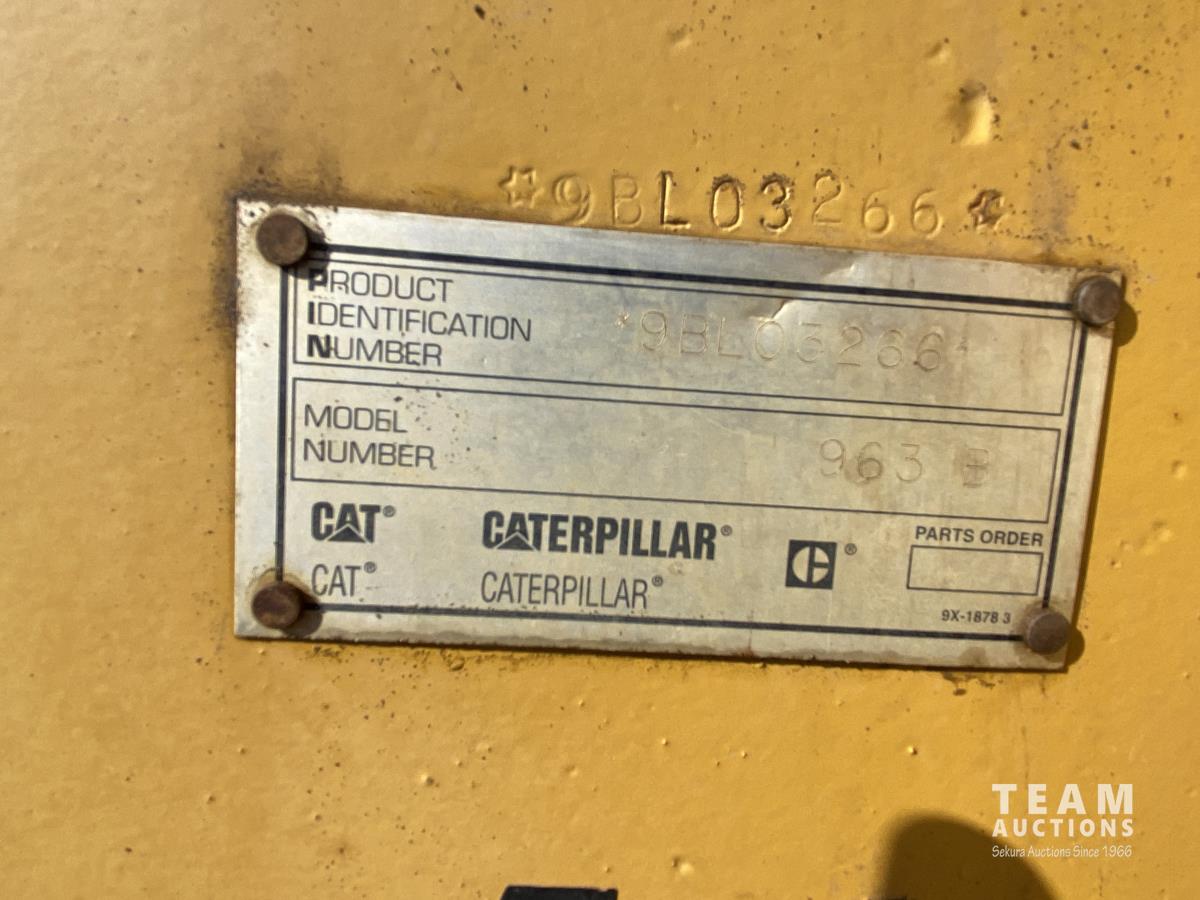 *9BL03266*
PRODUCT
IDENTIFICATION
NUMBER
*9BL03266*
MODEL
NUMBER
963 B
CAT® CATERPILLAR® ®
CAT® CATERPILLAR®
PARTS ORDER
9X-1878 3
TEAM
AUCTIONS
Sekura Auctions Since 1966